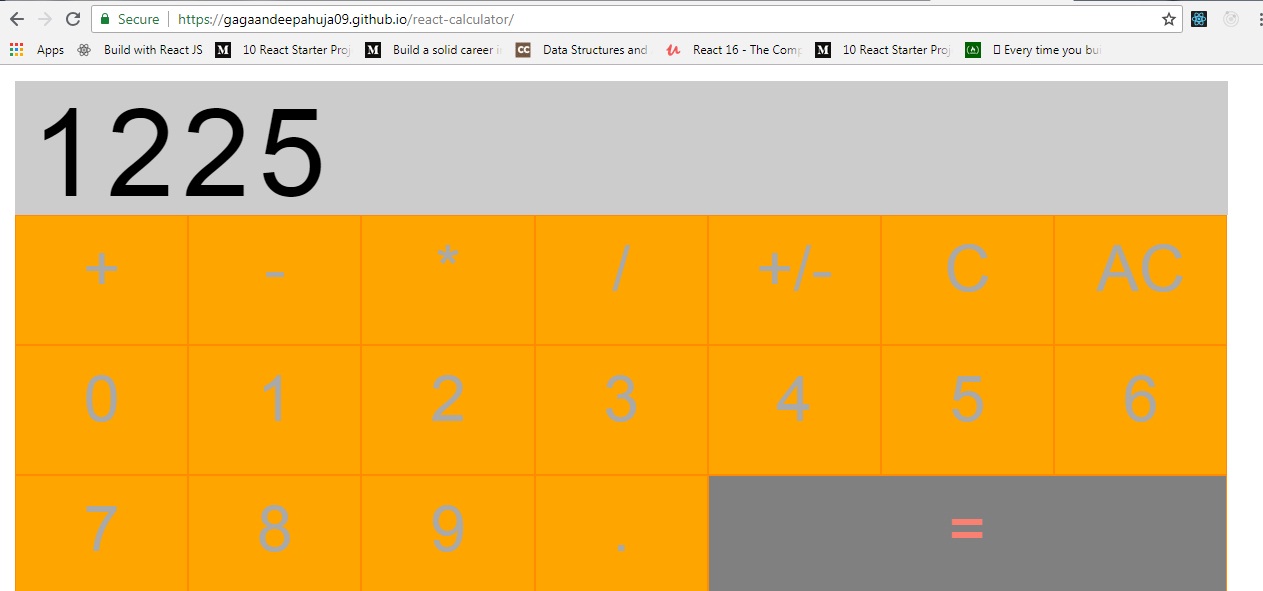 Secure https://gagaandeepahuja09.github.io/react-calculator/
Apps Build with React JS M 10 React Starter Proj M Build a solid career i CC Data Structures and React 16 - The Comp M 10 React Starter Proj Every time you bu
1225
+ - * / +/- C AC
0 1 2 3 4 5 6
7 8 9 . =